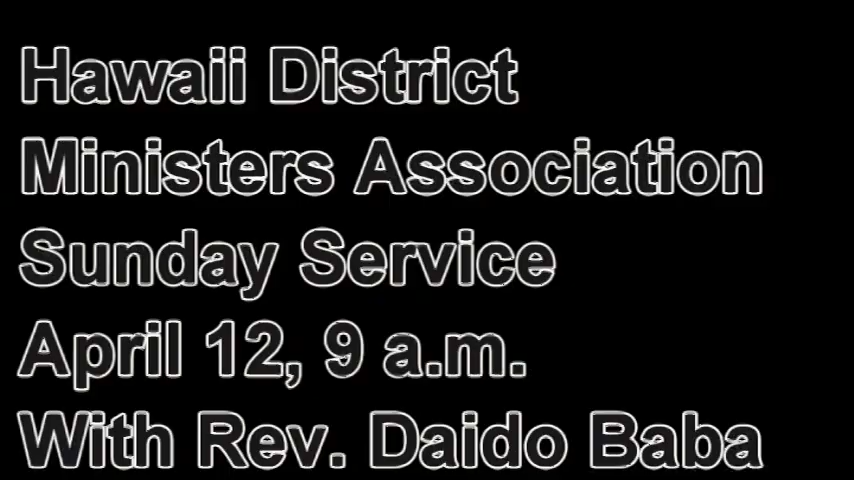 Hawaii District
Ministers Association
Sunday Service
April 12, 9 a.m.
With Rev. Daido Baba